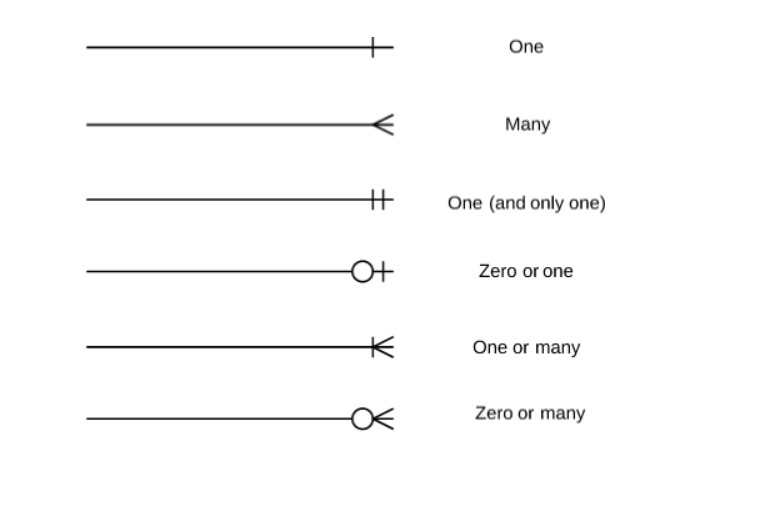 One
Many
One (and only one)
Zero or one
One or many
Zero or many